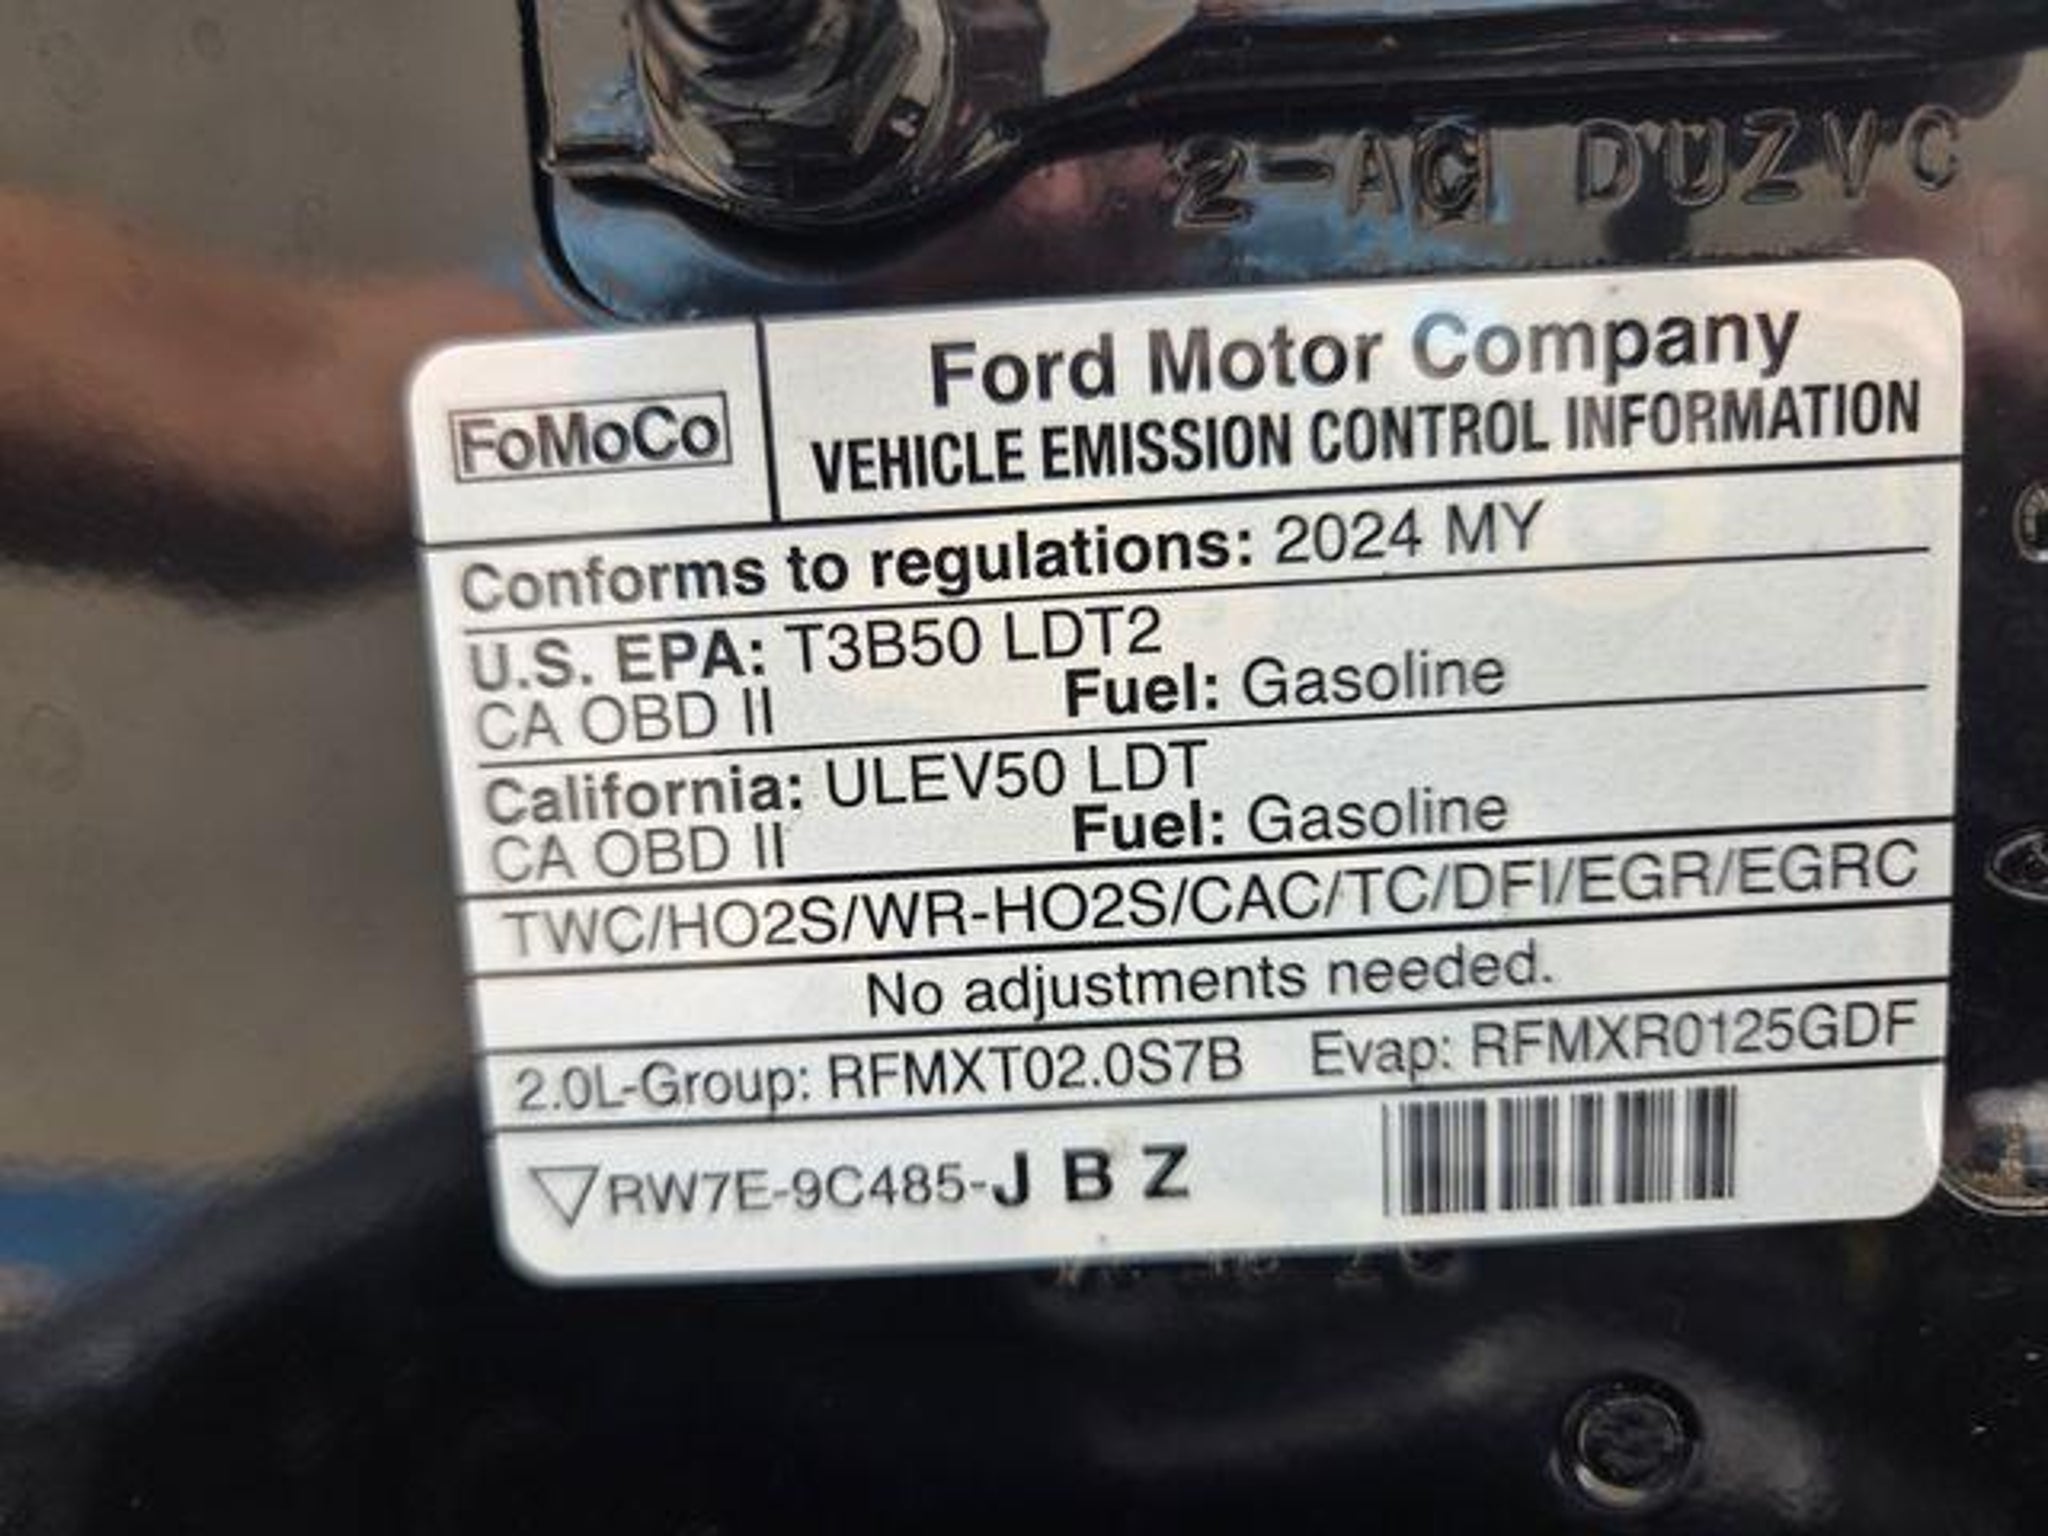 2-AC DUZVC
FoMoCo
Ford Motor Company
VEHICLE EMISSION CONTROL INFORMATION
Conforms to regulations: 2024 MY
U.S. EPA: T3B50 LDT2
CA OBD II Fuel: Gasoline
California: ULEV50 LDT
CA OBD II Fuel: Gasoline
TWC/HO2S/WR-HO2S/CAC/TC/DFI/EGR/EGRC
No adjustments needed.
2.0L-Group: RFMXT02.0S7B Evap: RFMXR0125GDF
▽RW7E-9C485-J B Z